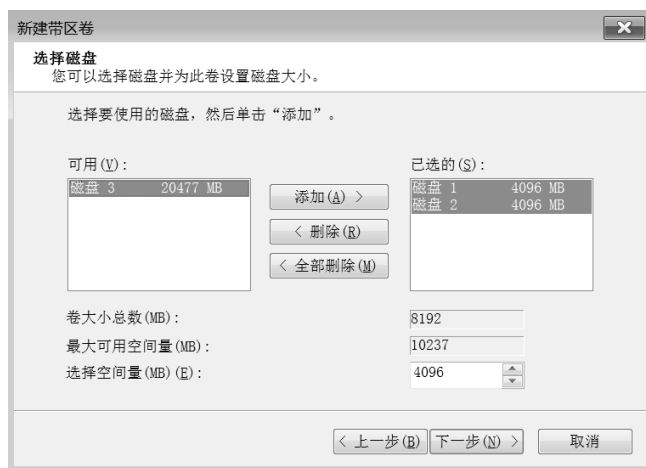 新建带区卷
选择磁盘
您可以选择磁盘并为此卷设置磁盘大小。
选择要使用的磁盘，然后单击“添加”。
可用(V)：
已选的(S)：
磁盘 3 20477 MB
添加(A) >
磁盘 1 4096 MB
磁盘 2 4096 MB
< 删除(R)
< 全部删除(M)
卷大小总数(MB)： 8192
最大可用空间量(MB)： 10237
选择空间量(MB)(E)： 4096
< 上一步(B) 下一步(N) > 取消